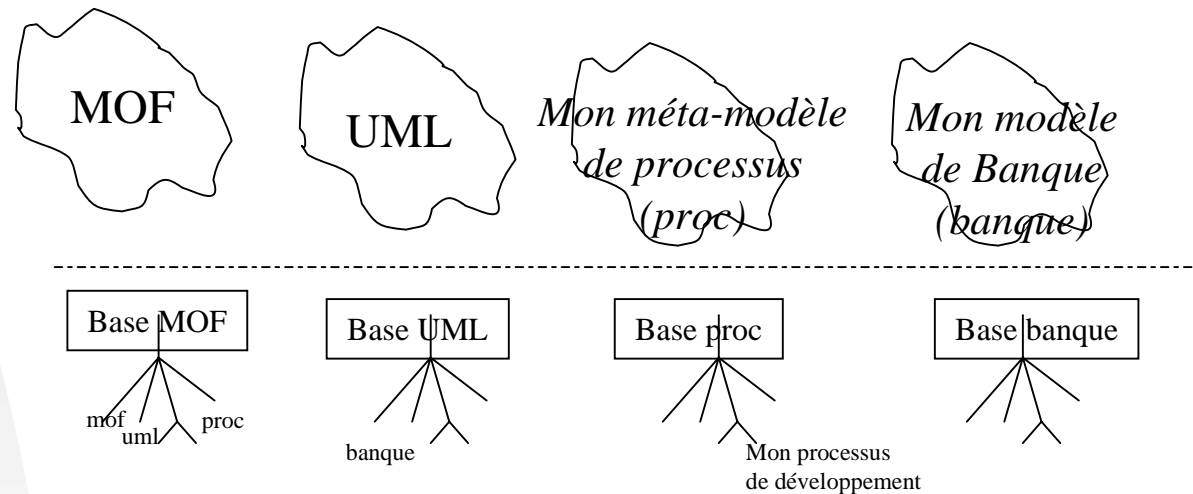 MOF
UML
Mon méta-modèle
de processus
(proc)
Mon modèle
de Banque
(banque)
Base MOF
Base UML
Base proc
Base banque
mof
uml
proc
banque
Mon processus
de développement